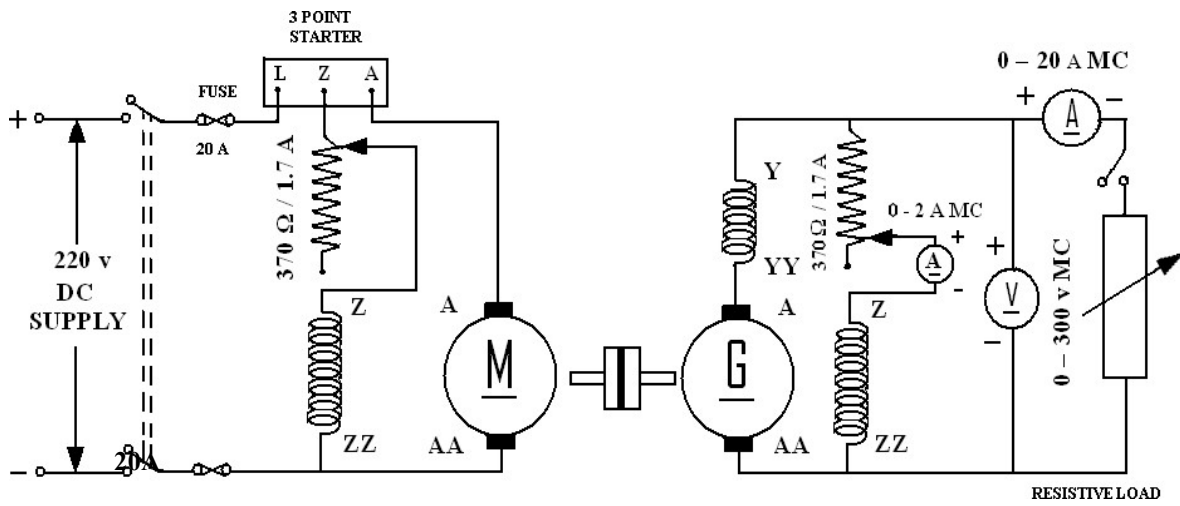 3 POINT
STARTER
L Z A
FUSE
20 A
+
370 Ω / 1.7 A
220 v
DC
SUPPLY
Z
A
M
ZZ
AA
-
20A
0 – 20 A MC
+ -
A
Y
YY
370 Ω / 1.7 A
0 - 2 A MC
+
A
-
A
G
Z
ZZ
AA
+
V
-
0 – 300 v MC
RESISTIVE LOAD